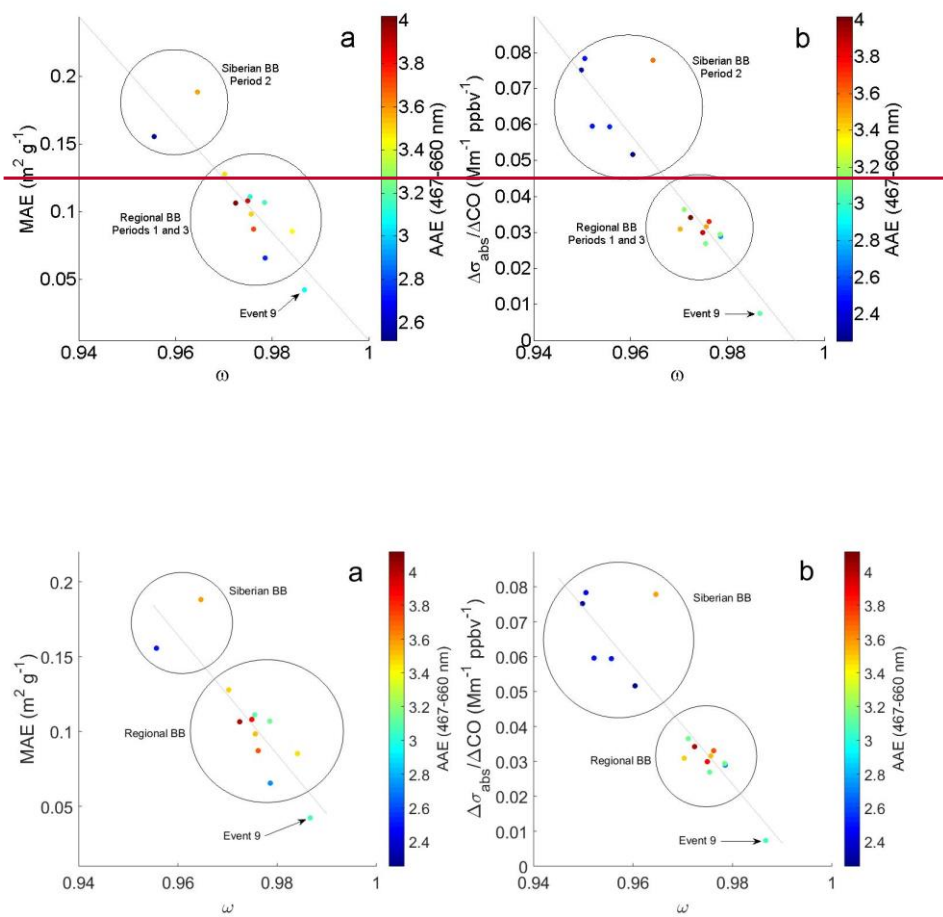 a
MAE (m² g⁻¹)
0.2
0.15
0.1
0.05
0.94
0.96
0.98
1
ω
Siberian BB
Period 2
Regional BB
Periods 1 and 3
Event 9
4
3.8
3.6
3.4
3.2
3
2.8
2.6
AAE (467-660 nm)
b
Δσabs/ΔCO (Mm⁻¹ ppbv⁻¹)
0.08
0.07
0.06
0.05
0.04
0.03
0.02
0.01
0
0.94
0.96
0.98
1
ω
Siberian BB
Period 2
Regional BB
Periods 1 and 3
Event 9
4
3.8
3.6
3.4
3.2
3
2.8
2.6
2.4
AAE (467-660 nm)
a
MAE (m² g⁻¹)
0.2
0.15
0.1
0.05
0.94
0.96
0.98
1
ω
Siberian BB
Regional BB
Event 9
4
3.8
3.6
3.4
3.2
3
2.8
2.6
2.4
AAE (467-660 nm)
b
Δσabs/ΔCO (Mm⁻¹ ppbv⁻¹)
0.08
0.07
0.06
0.05
0.04
0.03
0.02
0.01
0
0.94
0.96
0.98
1
ω
Siberian BB
Regional BB
Event 9
4
3.8
3.6
3.4
3.2
3
2.8
2.6
2.4
AAE (467-660 nm)